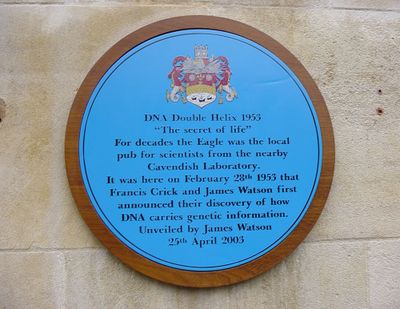 DNA Double Helix 1953
"The secret of life"
For decades the Eagle was the local
pub for scientists from the nearby
Cavendish Laboratory.
It was here on February 28th 1953 that
Francis Crick and James Watson first
announced their discovery of how
DNA carries genetic information.
Unveiled by James Watson
25th April 2003